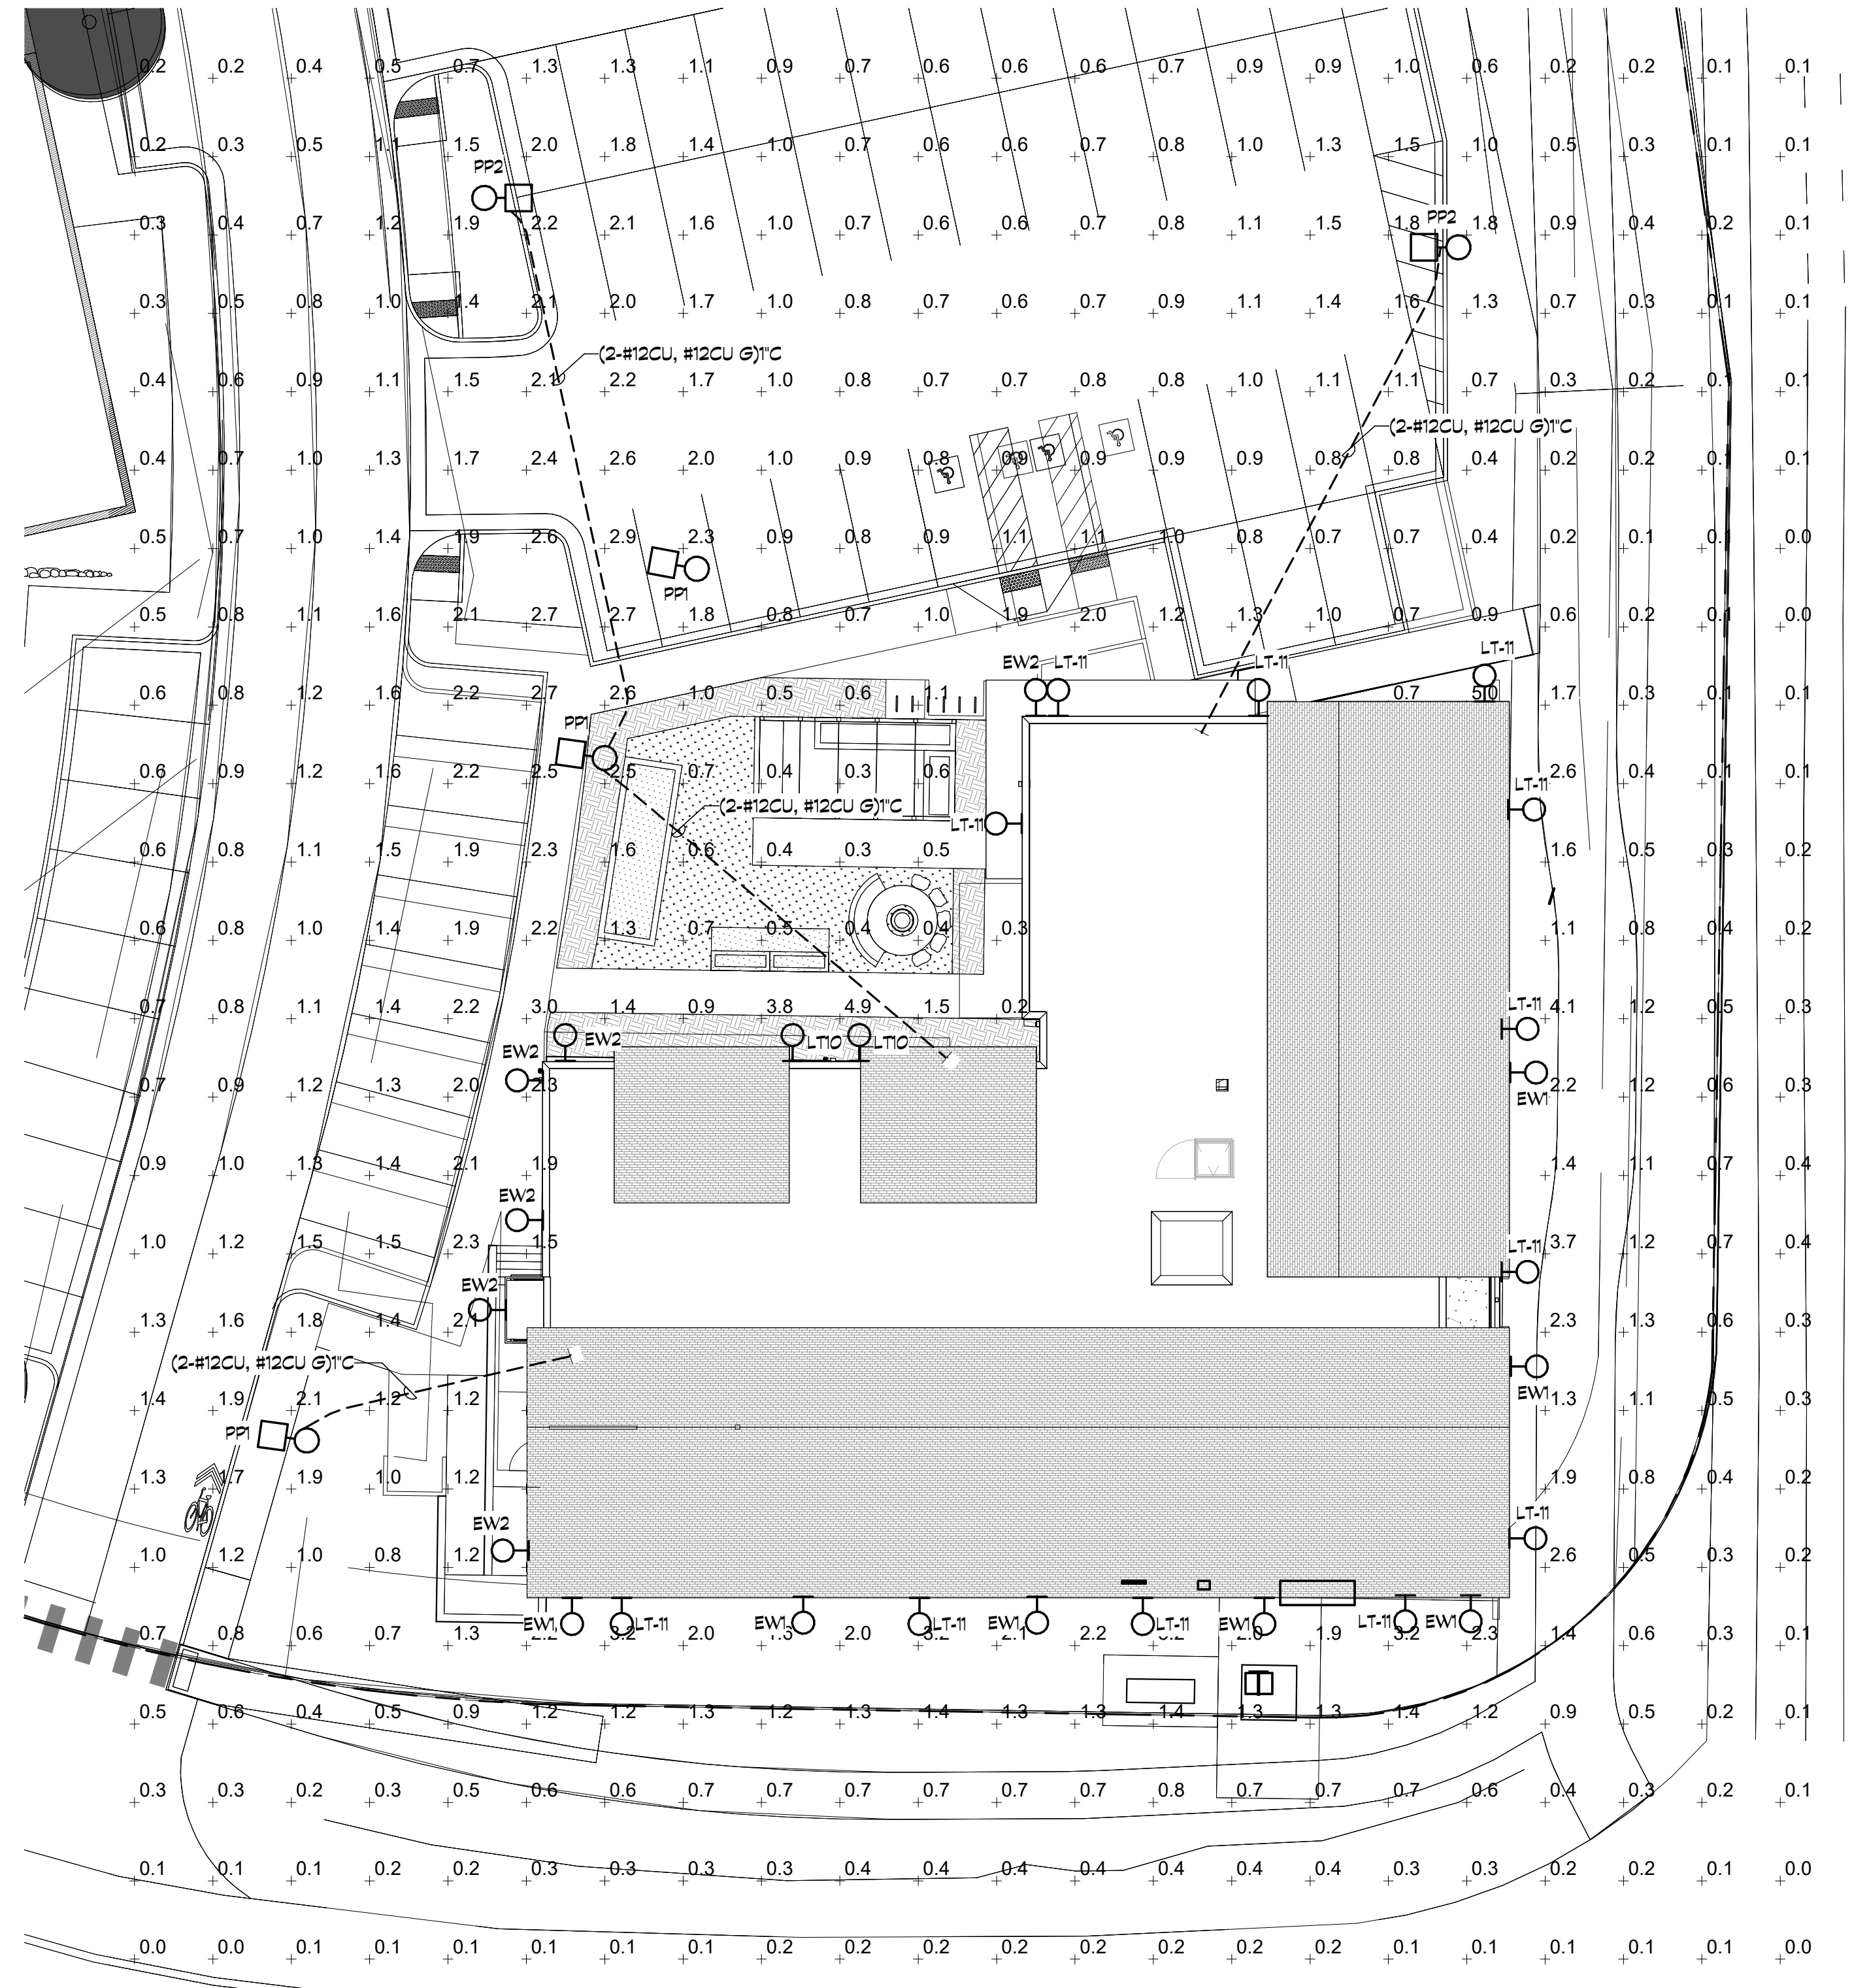 0.2 0.2 0.4 0.5 0.7 1.3 1.3 1.1 0.9 0.7 0.6 0.6 0.6 0.7 0.9 0.9 1.0 0.6 0.2 0.2 0.1 0.1
0.2 0.3 0.5 1.1 1.5 2.0 1.8 1.4 1.0 0.7 0.6 0.6 0.7 0.8 1.0 1.3 1.5 1.0 0.5 0.3 0.1 0.1
PP2
0.3 0.4 0.7 1.2 1.9 2.2 2.1 1.6 1.0 0.7 0.6 0.6 0.7 0.8 1.1 1.5 1.8 1.8 0.9 0.4 0.2 0.1
PP2
0.3 0.5 0.8 1.0 1.4 2.1 2.0 1.7 1.0 0.8 0.7 0.6 0.7 0.9 1.1 1.4 1.6 1.3 0.7 0.3 0.1 0.1
(2-#12CU, #12CU G)1"C
0.4 0.6 0.9 1.1 1.5 2.1 2.2 1.7 1.0 0.8 0.7 0.7 0.8 0.8 1.0 1.1 1.1 0.7 0.3 0.2 0.1 0.1
(2-#12CU, #12CU G)1"C
0.4 0.7 1.0 1.3 1.7 2.4 2.6 2.0 1.0 0.9 0.8 0.9 0.9 0.9 0.9 0.8 0.8 0.4 0.2 0.2 0.1 0.1
0.5 0.7 1.0 1.4 1.9 2.6 2.9 2.3 0.9 0.8 0.9 1.1 1.1 1.0 0.8 0.7 0.7 0.4 0.2 0.1 0.1 0.0
PP1
0.5 0.8 1.1 1.6 2.1 2.7 2.7 1.8 0.8 0.7 1.0 1.9 2.0 1.2 1.3 1.0 0.7 0.9 0.6 0.2 0.1 0.0
EW2 LT-11 LT-11 LT-11
0.6 0.8 1.2 1.6 2.2 2.7 2.6 1.0 0.5 0.6 1.1 0.7 5.0 1.7 0.3 0.1 0.1
PP1
0.6 0.9 1.2 1.6 2.2 2.5 2.5 0.7 0.4 0.3 0.6 2.6 0.4 0.1 0.1
LT-11
(2-#12CU, #12CU G)1"C
LT-11
0.6 0.8 1.1 1.5 1.9 2.3 1.6 0.6 0.4 0.3 0.5 1.6 0.5 0.3 0.2
0.6 0.8 1.0 1.4 1.9 2.2 1.3 0.7 0.5 0.4 0.4 0.3 1.1 0.8 0.4 0.2
0.7 0.8 1.1 1.4 2.2 3.0 1.4 0.9 3.8 4.9 1.5 0.2 LT-11 4.1 1.2 0.5 0.3
EW2 EW2 LT10 LT10
0.7 0.9 1.2 1.3 2.0 2.3 2.2 1.2 0.6 0.3
EW1
0.9 1.0 1.3 1.4 2.1 1.9 1.4 1.1 0.7 0.4
EW2
1.0 1.2 1.5 1.5 2.3 1.5 LT-11 3.7 1.2 0.7 0.4
EW2
1.3 1.6 1.8 1.4 2.1 2.3 1.3 0.6 0.3
(2-#12CU, #12CU G)1"C
1.4 1.9 2.1 1.2 1.2 EW1 1.3 1.1 0.5 0.3
PP1
1.3 1.7 1.9 1.0 1.2 1.9 0.8 0.4 0.2
EW2 LT-11
1.0 1.2 1.0 0.8 1.2 2.6 0.5 0.3 0.2
EW1 LT-11 EW1 LT-11 EW1 LT-11 EW1 LT-11 EW1
0.7 0.8 0.6 0.7 1.3 2.2 3.2 2.0 1.3 2.0 3.2 2.1 2.2 3.2 2.0 1.9 3.2 2.3 1.4 0.6 0.3 0.1
0.5 0.6 0.4 0.5 0.9 1.2 1.2 1.3 1.2 1.3 1.4 1.3 1.3 1.4 1.3 1.3 1.4 1.2 0.9 0.5 0.2 0.1
0.3 0.3 0.2 0.3 0.5 0.6 0.6 0.7 0.7 0.7 0.7 0.7 0.7 0.8 0.7 0.7 0.7 0.6 0.4 0.3 0.2 0.1
0.1 0.1 0.1 0.2 0.2 0.3 0.3 0.3 0.3 0.4 0.4 0.4 0.4 0.4 0.4 0.4 0.3 0.3 0.2 0.2 0.1 0.0
0.0 0.0 0.1 0.1 0.1 0.1 0.1 0.1 0.2 0.2 0.2 0.2 0.2 0.2 0.2 0.2 0.1 0.1 0.1 0.1 0.1 0.0